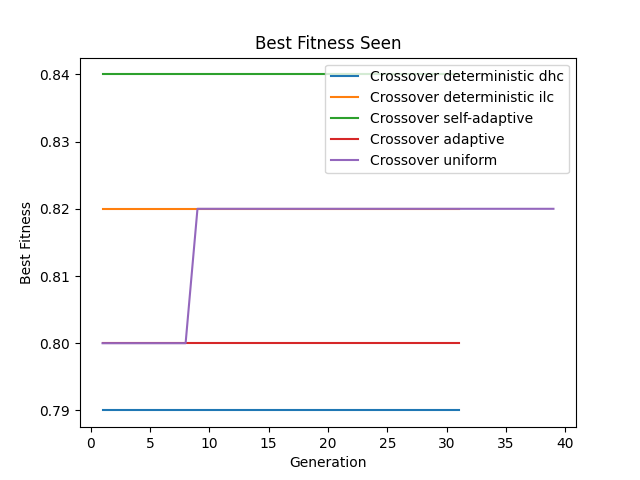 Best Fitness Seen
Crossover deterministic dhc
Crossover deterministic ilc
Crossover self-adaptive
Crossover adaptive
Crossover uniform
Best Fitness
0.84
0.83
0.82
0.81
0.80
0.79
0 5 10 15 20 25 30 35 40
Generation